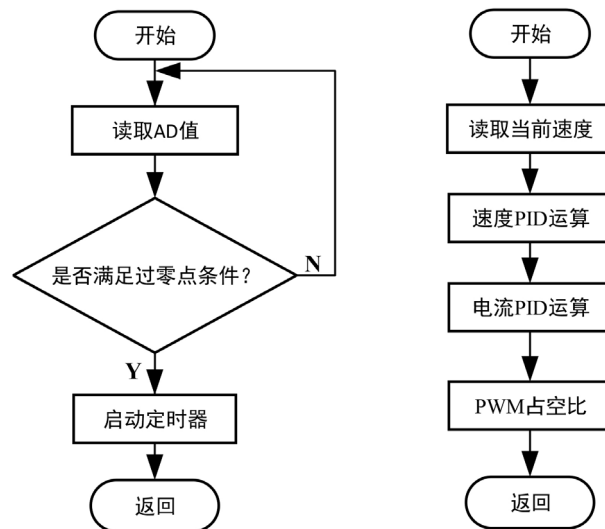 开始
读取AD值
是否满足过零点条件？
N
Y
启动定时器
返回
开始
读取当前速度
速度PID运算
电流PID运算
PWM占空比
返回